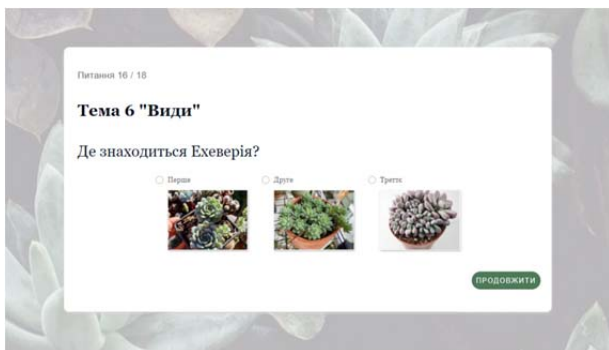 Питання 16 / 18
Тема 6 "Види"
Де знаходиться Ехеверія?
Перше Друге Третє
ПРОДОВЖИТИ